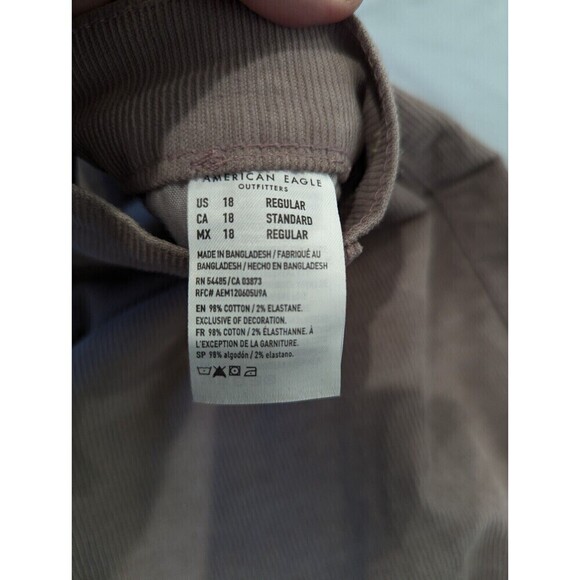 AMERICAN EAGLE
OUTFITTERS
US 18 REGULAR
CA 18 STANDARD
MX 18 REGULAR
MADE IN BANGLADESH / FABRIQUÉ AU
BANGLADESH / HECHO EN BANGLADESH
RN 54485/CA 03873
RFC# AEM120605U9A
EN 98% COTTON / 2% ELASTANE.
EXCLUSIVE OF DECORATION.
FR 98% COTON / 2% ÉLASTHANNE. À
L'EXCEPTION DE LA GARNITURE.
SP 98% algodón / 2% elastano.